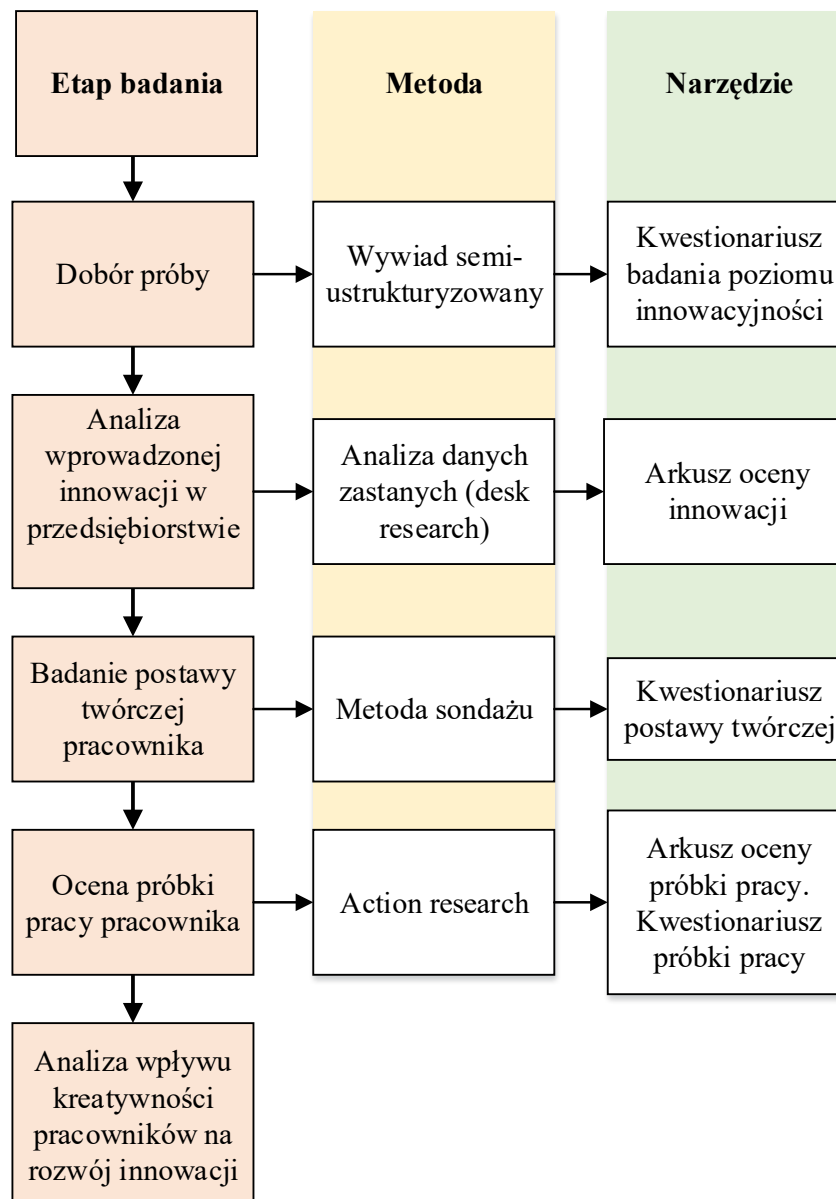 Etap badania
Metoda
Narzędzie
Dobór próby
Wywiad semi-
ustrukturyzowany
Kwestionariusz
badania poziomu
innowacyjności
Analiza
wprowadzonej
innowacji w
przedsiębiorstwie
Analiza danych
zastanych (desk
research)
Arkusz oceny
innowacji
Badanie postawy
twórczej
pracownika
Metoda sondażu
Kwestionariusz
postawy twórczej
Ocena próbki
pracy pracownika
Action research
Arkusz oceny
próbki pracy.
Kwestionariusz
próbki pracy
Analiza wpływu
kreatywności
pracowników na
rozwój innowacji